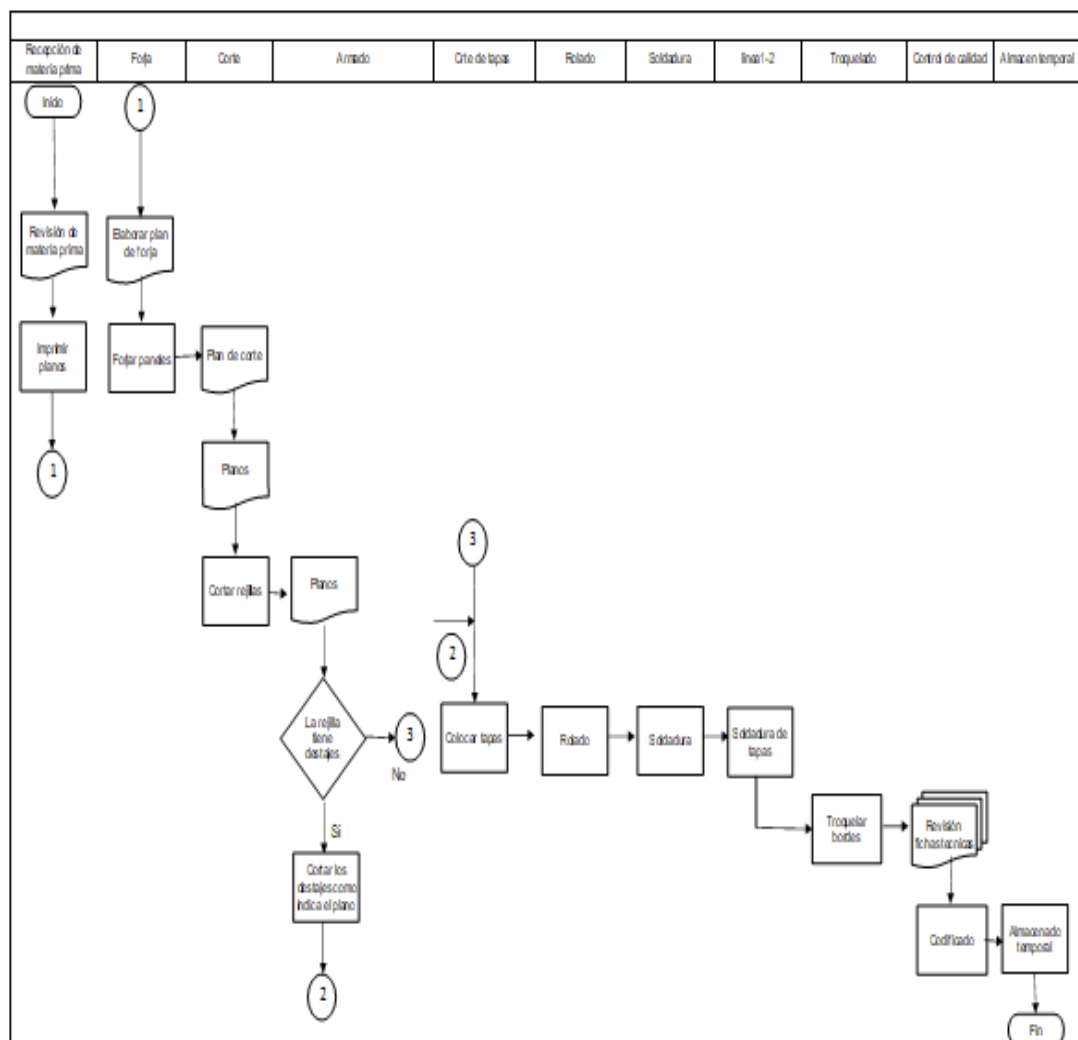 Recepción de
materia prima
Forja
Corte
Armado
Crte de tapas
Rolado
Soldadura
linea1-2
Troquelado
Control de calidad
Almacen temporal
Inicio
1
Revisión de
materia prima
Elaborar plan
de forja
Imprimir
planos
Forjar paneles
Plan de corte
1
Planos
3
Cortar rejillas
Planos
2
La rejilla
tiene
destajes
3
No
Colocar tapas
Rolado
Soldadura
Soldadura de
tapas
Sí
Troquelar
bordes
Revisión
fichas tecnicas
Cortar los
destajes como
indica el plano
Codificado
Almacenado
temporal
2
Fin